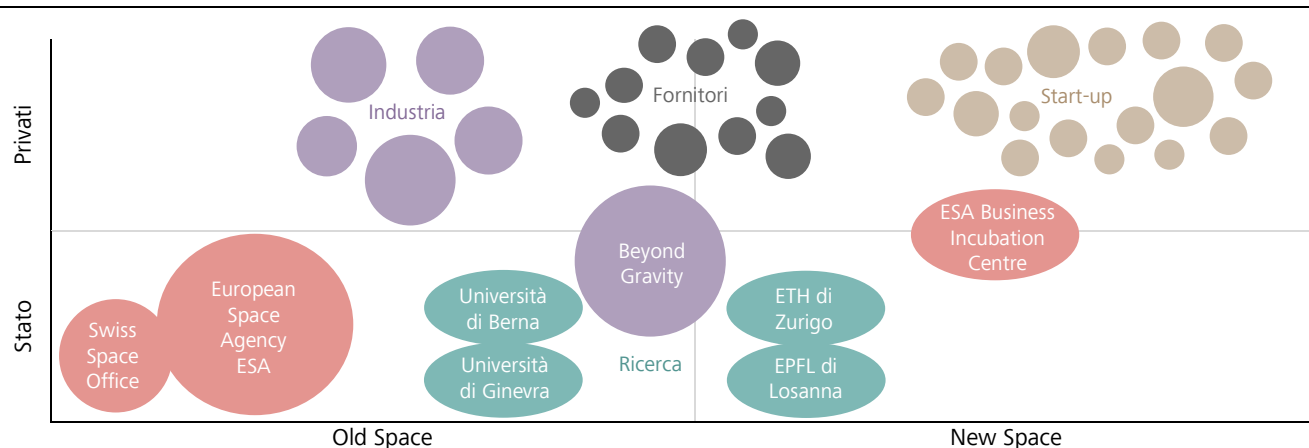 Privati
Industria
Fornitori
Start-up
Stato
Swiss
Space
Office
European
Space
Agency
ESA
Università
di Berna
Università
di Ginevra
Beyond
Gravity
Ricerca
ETH di
Zurigo
EPFL di
Losanna
ESA Business
Incubation
Centre
Old Space
New Space